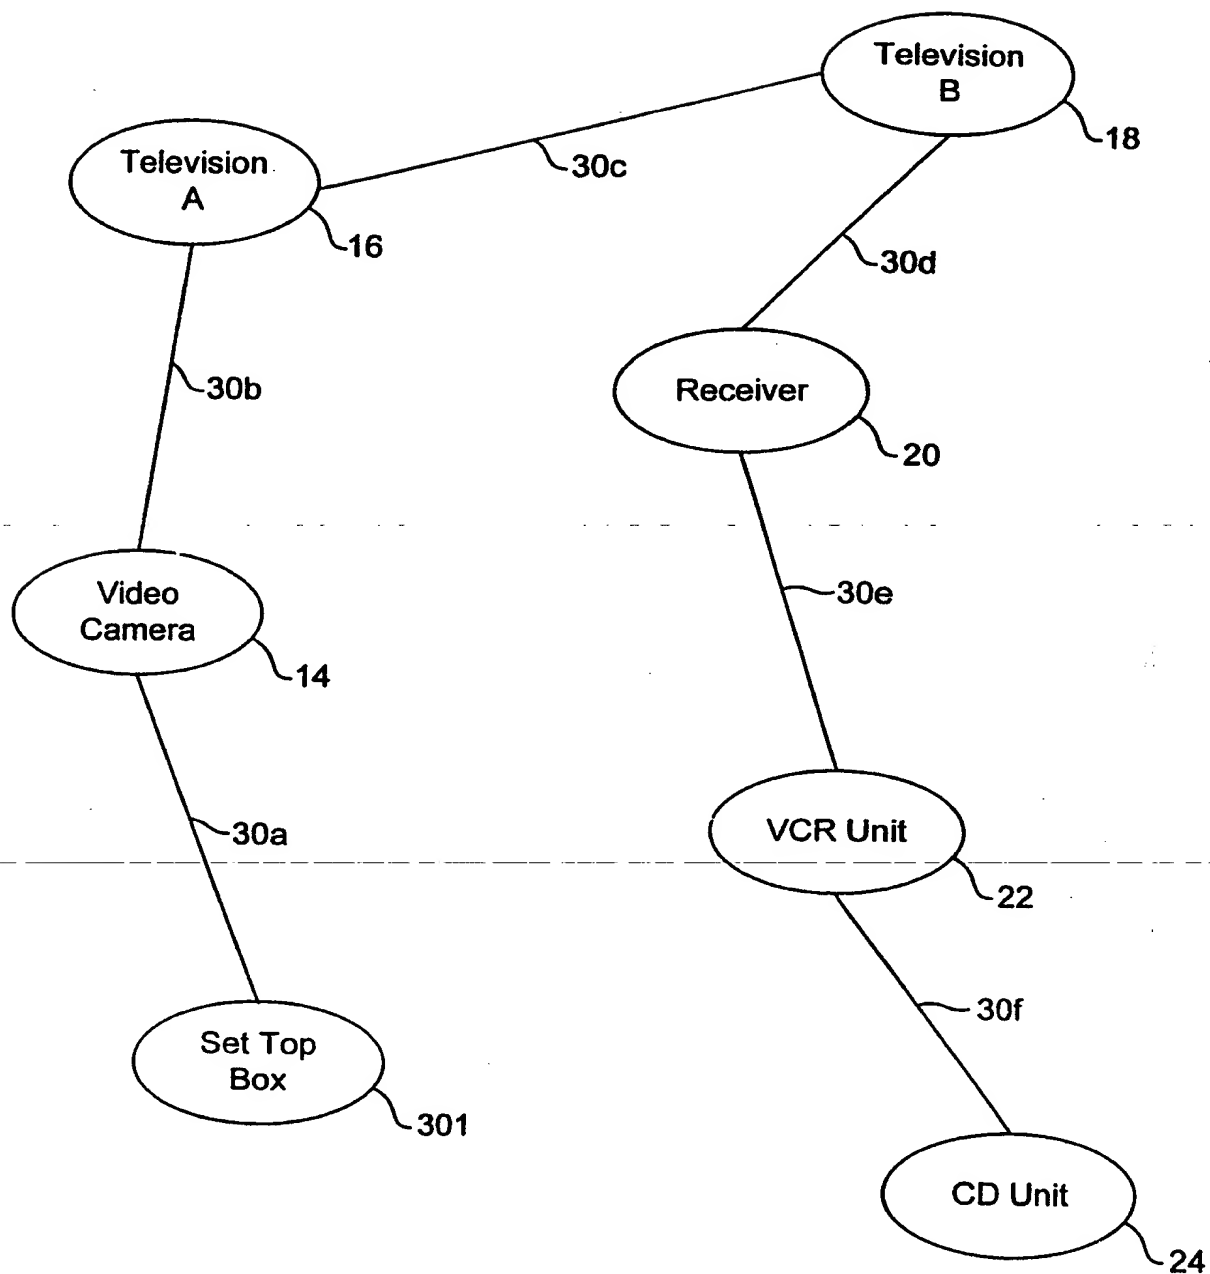 Television
B
18
30c
Television
A
16
30d
30b
Receiver
20
30e
Video
Camera
14
30a
VCR Unit
22
30f
Set Top
Box
301
CD Unit
24